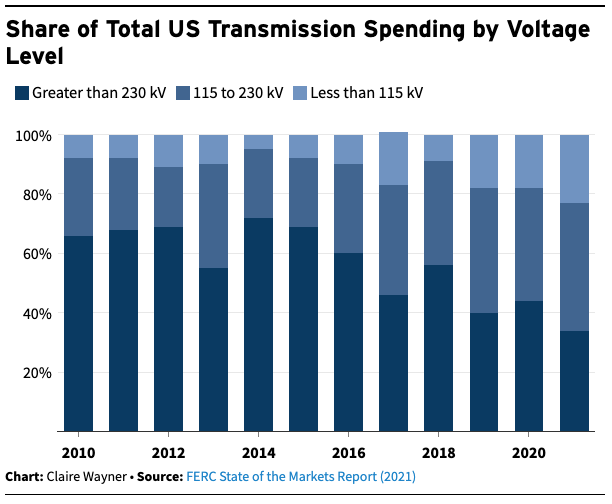 Share of Total US Transmission Spending by Voltage
Level
Greater than 230 kV 115 to 230 kV Less than 115 kV
100%
80%
60%
40%
20%
2010 2012 2014 2016 2018 2020
Chart: Claire Wayner • Source: FERC State of the Markets Report (2021)